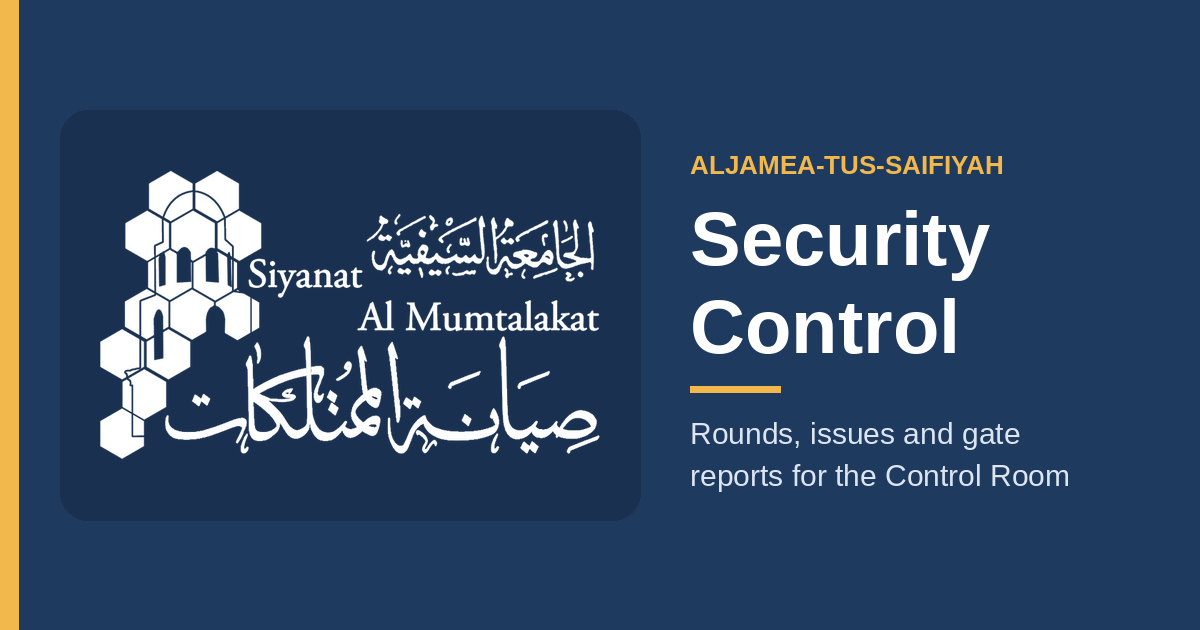 الجَامِعَة السَّيْفِيَّة
Siyanat
Al Mumtalakat
صِيَانَة المُمْتَلَكَات
ALJAMEA-TUS-SAIFIYAH
Security
Control
Rounds, issues and gate
reports for the Control Room